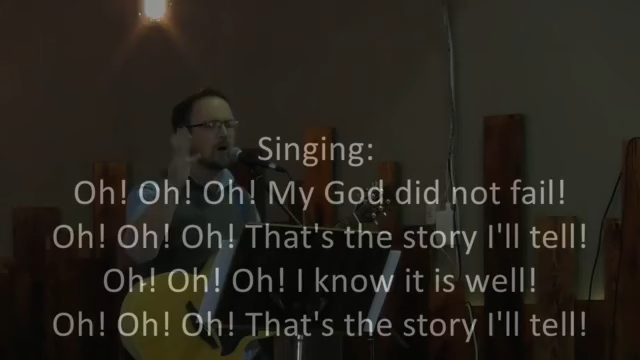 Singing:
Oh! Oh! Oh! My God did not fail!
Oh! Oh! Oh! That's the story I'll tell!
Oh! Oh! Oh! I know it is well!
Oh! Oh! Oh! That's the story I'll tell!